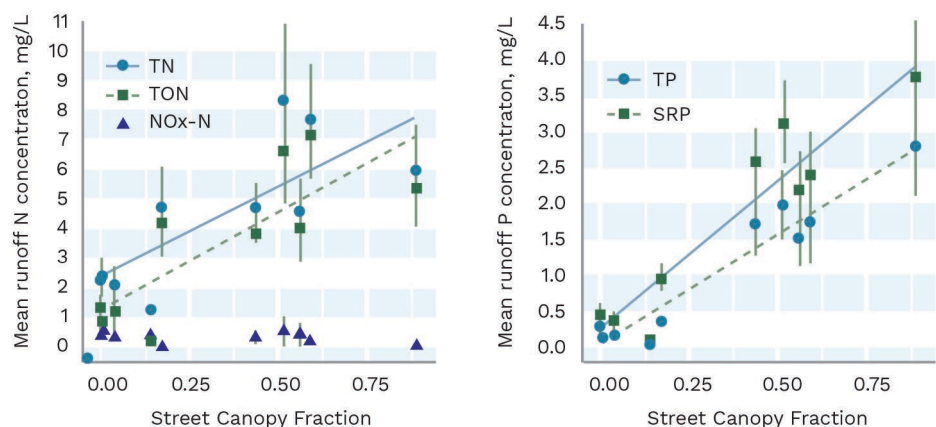 Mean runoff N concentraton, mg/L
11
10
9
8
7
6
5
4
3
2
1
0
TN
TON
NOx-N
0.00 0.25 0.50 0.75
Street Canopy Fraction
Mean runoff P concentraton, mg/L
4.5
4.0
3.5
3.0
2.5
2.0
1.5
1.0
0.5
0.0
TP
SRP
0.00 0.25 0.50 0.75
Street Canopy Fraction